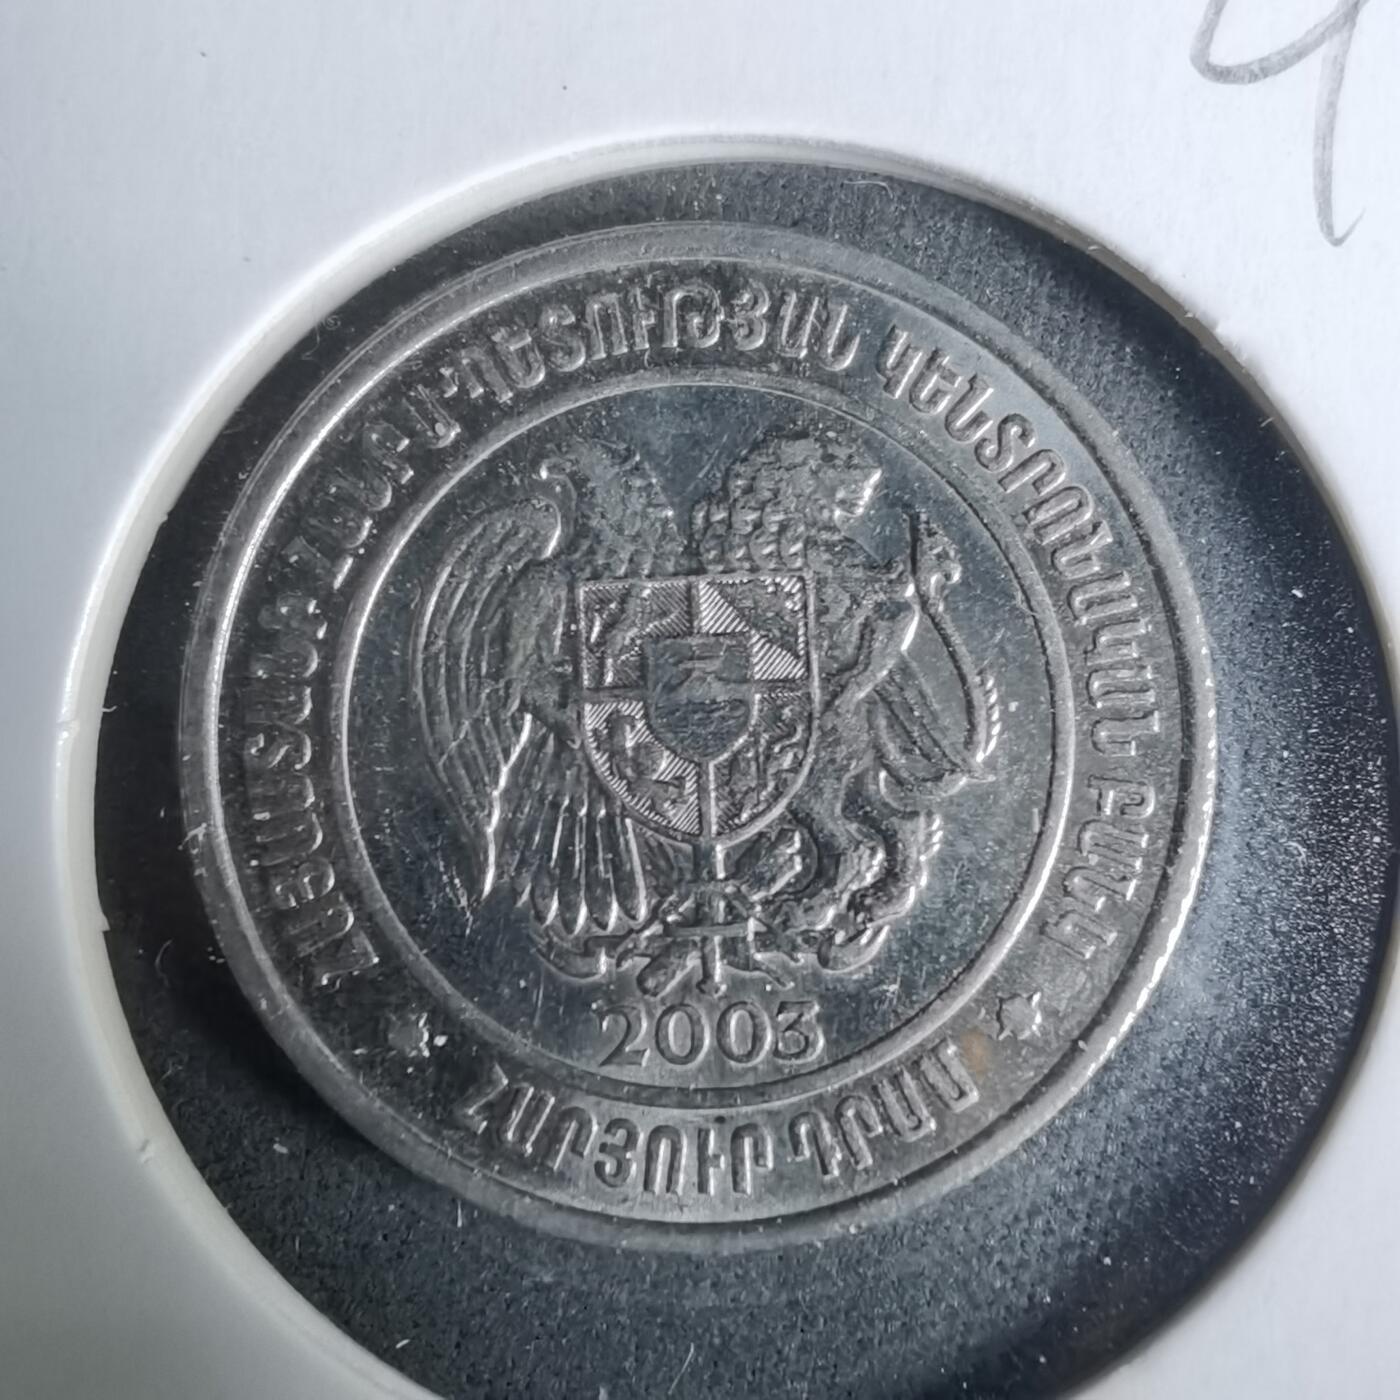 ՀԱՅԱՍՏԱՆԻ ՀԱՆՐԱՊԵՏՈՒԹՅԱՆ ԿԵՆՏՐՈՆԱԿԱՆ ԲԱՆԿ
2003
ՀԱՐՅՈՒՐ ԴՐԱՄ